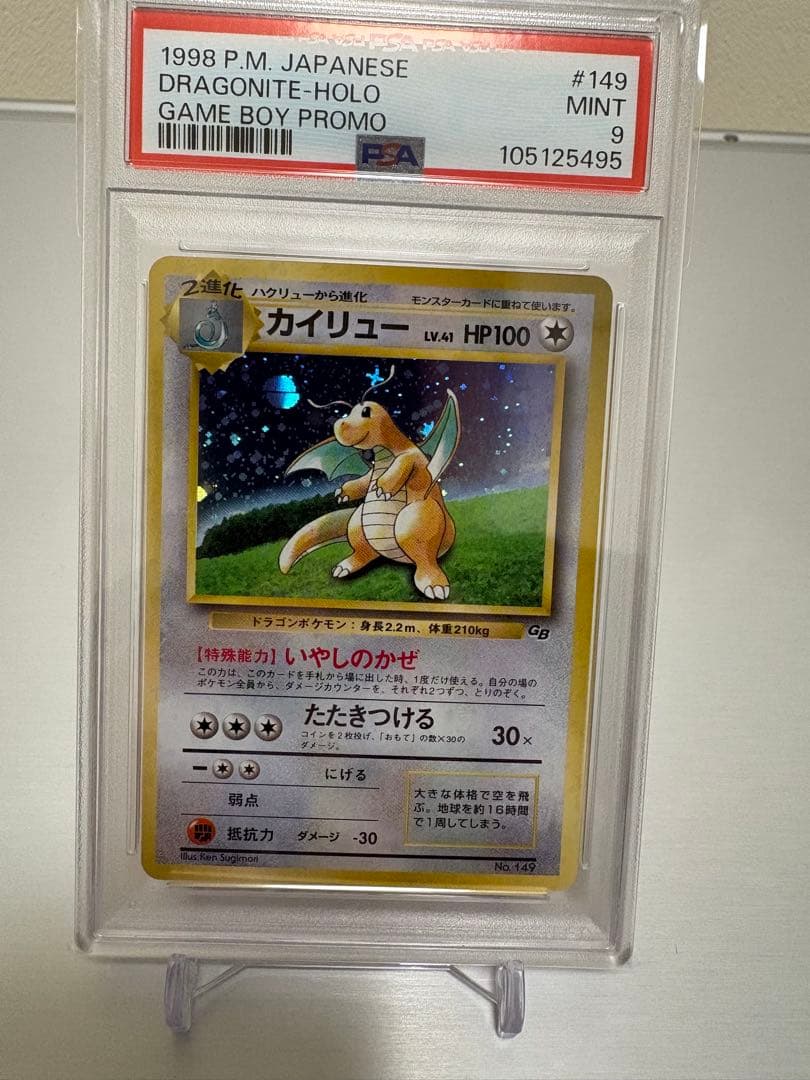 1998 P.M. JAPANESE #149
DRAGONITE-HOLO MINT
GAME BOY PROMO 9
PSA 105125495
2進化 ハクリューから進化 モンスターカードに重ねて使います。
カイリュー LV.41 HP100
ドラゴンポケモン：身長2.2m、体重210kg
GB
【特殊能力】いやしのかぜ
この力は、このカードを手札から場に出した時、1度だけ使える。自分の場の
ポケモン全員から、ダメージカウンターを、それぞれ2つずつ、とりのぞく。
たたきつける 30×
コインを2枚投げ、「おもて」の数×30の
ダメージ。
にげる
弱点
抵抗力 ダメージ -30
大きな体格で空を飛
ぶ。地球を約16時間
で1周してしまう。
Illus.Ken Sugimori No. 149